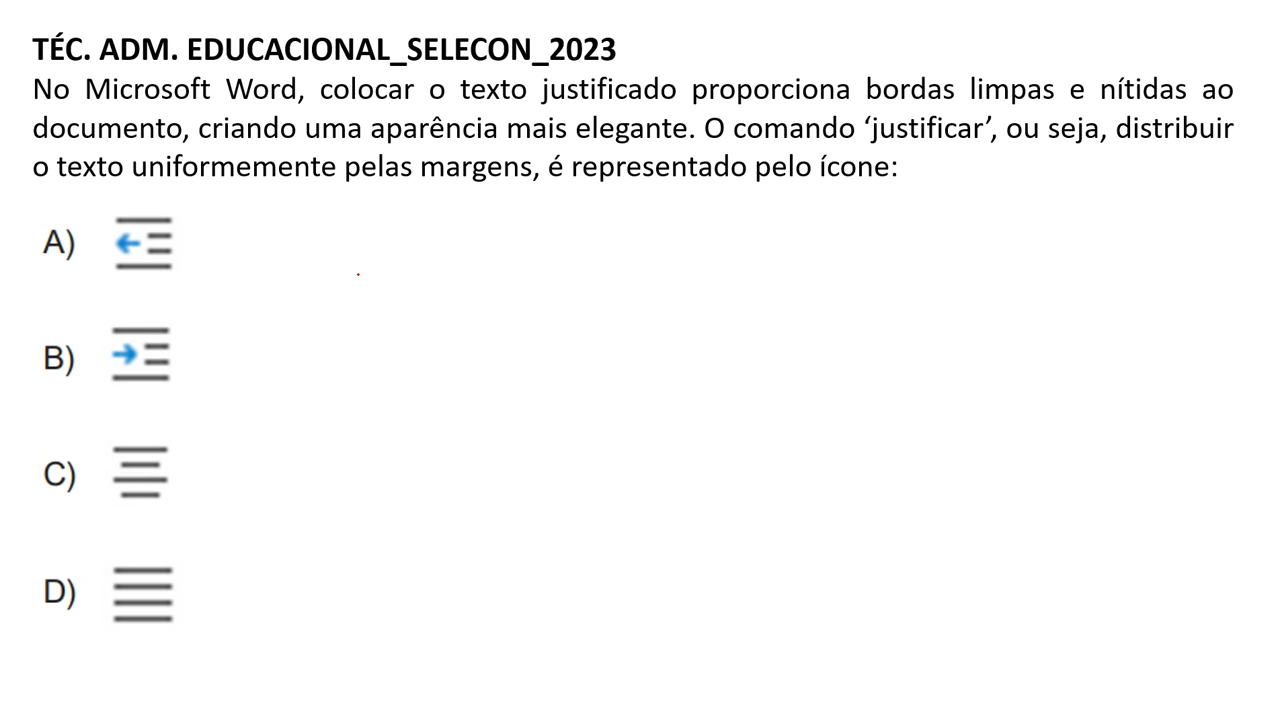 TÉC. ADM. EDUCACIONAL_SELECON_2023
No Microsoft Word, colocar o texto justificado proporciona bordas limpas e nítidas ao
documento, criando uma aparência mais elegante. O comando ‘justificar’, ou seja, distribuir
o texto uniformemente pelas margens, é representado pelo ícone:
A)
B)
C)
D)